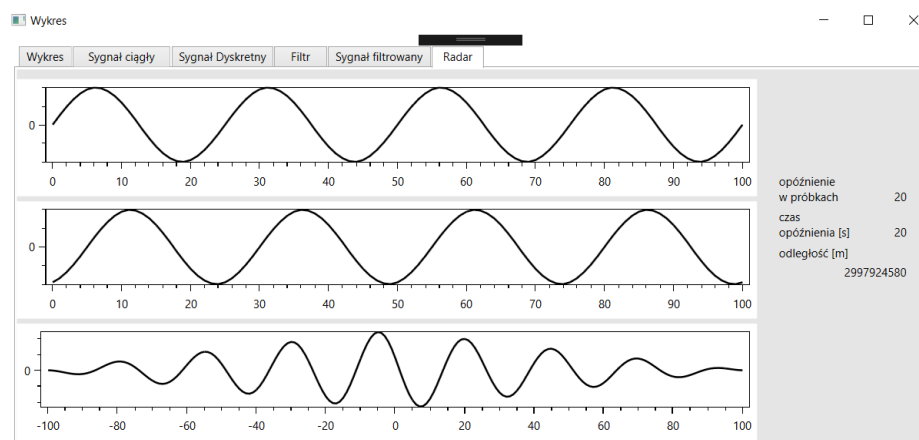 Wykres
Wykres Sygnał ciągły Sygnał Dyskretny Filtr Sygnał filtrowany Radar
0
0 10 20 30 40 50 60 70 80 90 100
0
0 10 20 30 40 50 60 70 80 90 100
0
-100 -80 -60 -40 -20 0 20 40 60 80 100
opóźnienie
w próbkach 20
czas
opóźnienia [s] 20
odległość [m]
2997924580